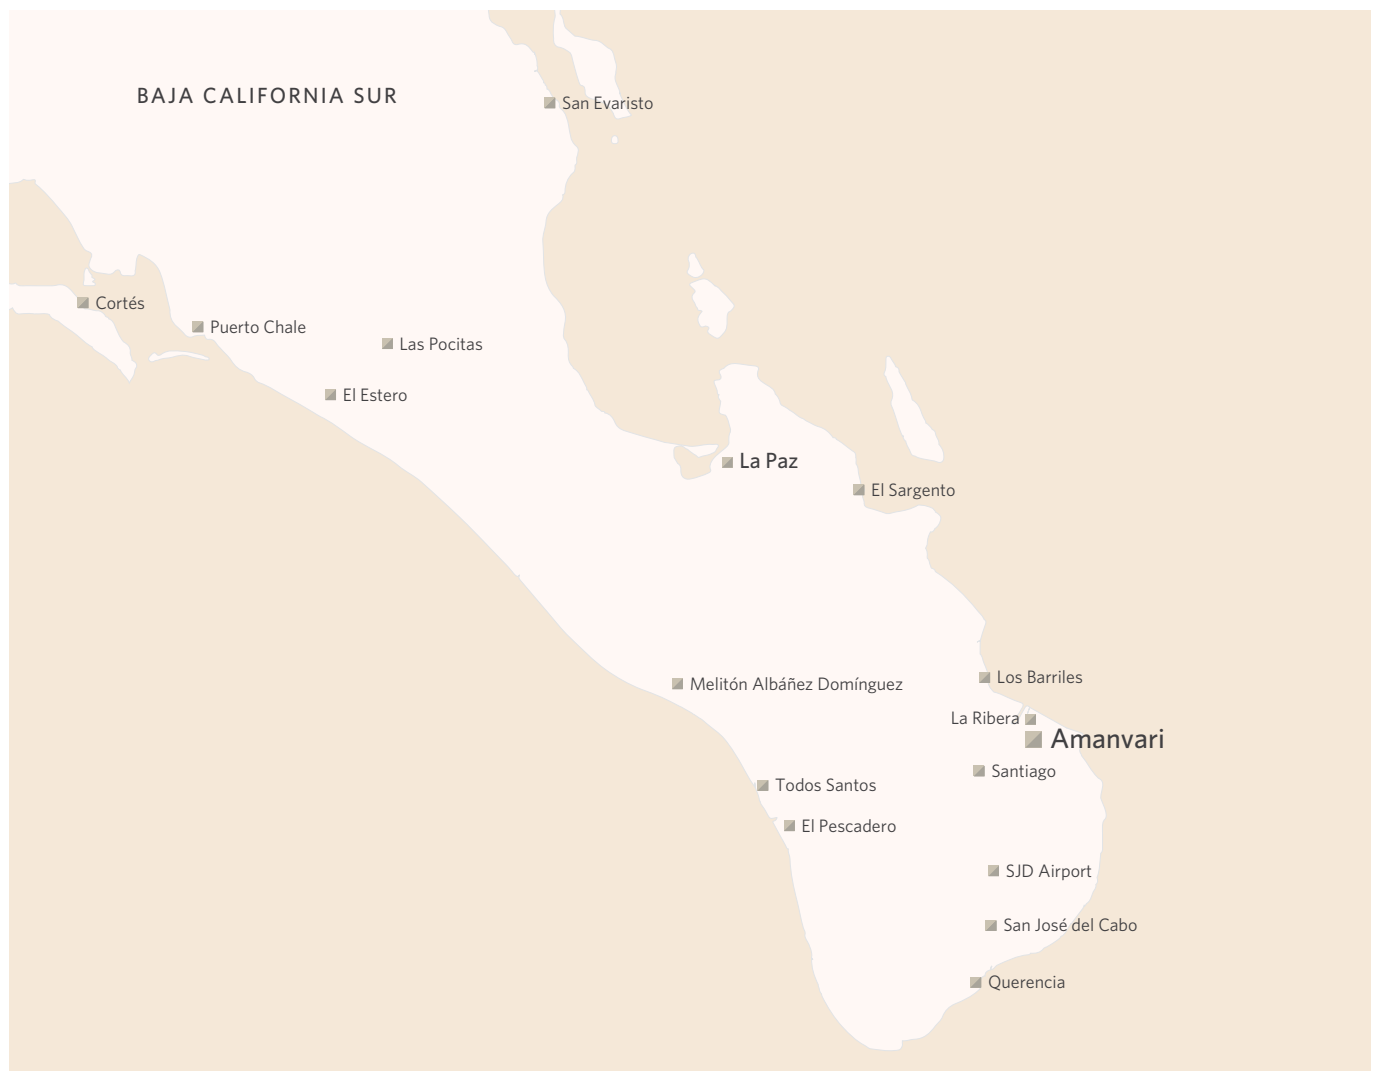 BAJA CALIFORNIA SUR
San Evaristo
Cortés
Puerto Chale
Las Pocitas
El Estero
La Paz
El Sargento
Los Barriles
Melitón Albáñez Domínguez
La Ribera
Amanvari
Santiago
Todos Santos
El Pescadero
SJD Airport
San José del Cabo
Querencia